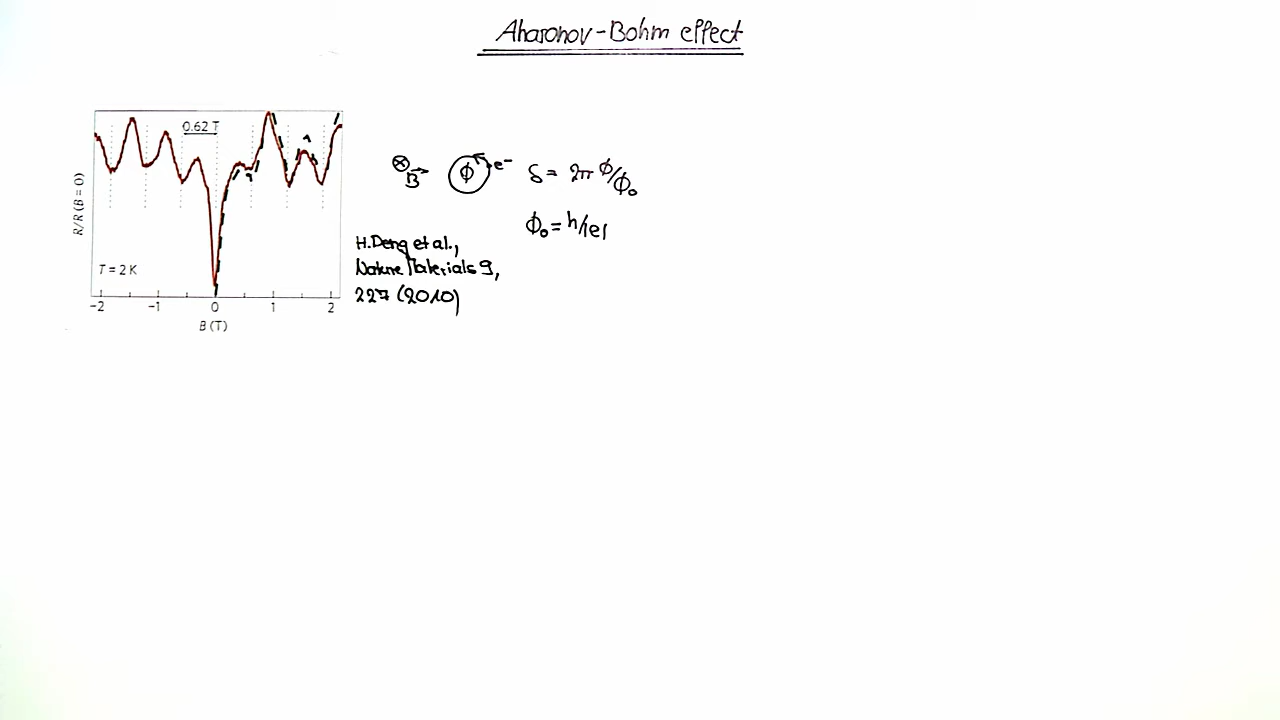 Aharonov-Bohm effect
0.62 T
R/R (B = 0)
T = 2 K
-2 -1 0 1 2
B (T)
⊗ B⃗
Φ e⁻ δ = 2π Φ/Φ₀
Φ₀ = h/|e|
H. Deng et al.,
Nature Materials 9,
227 (2010)